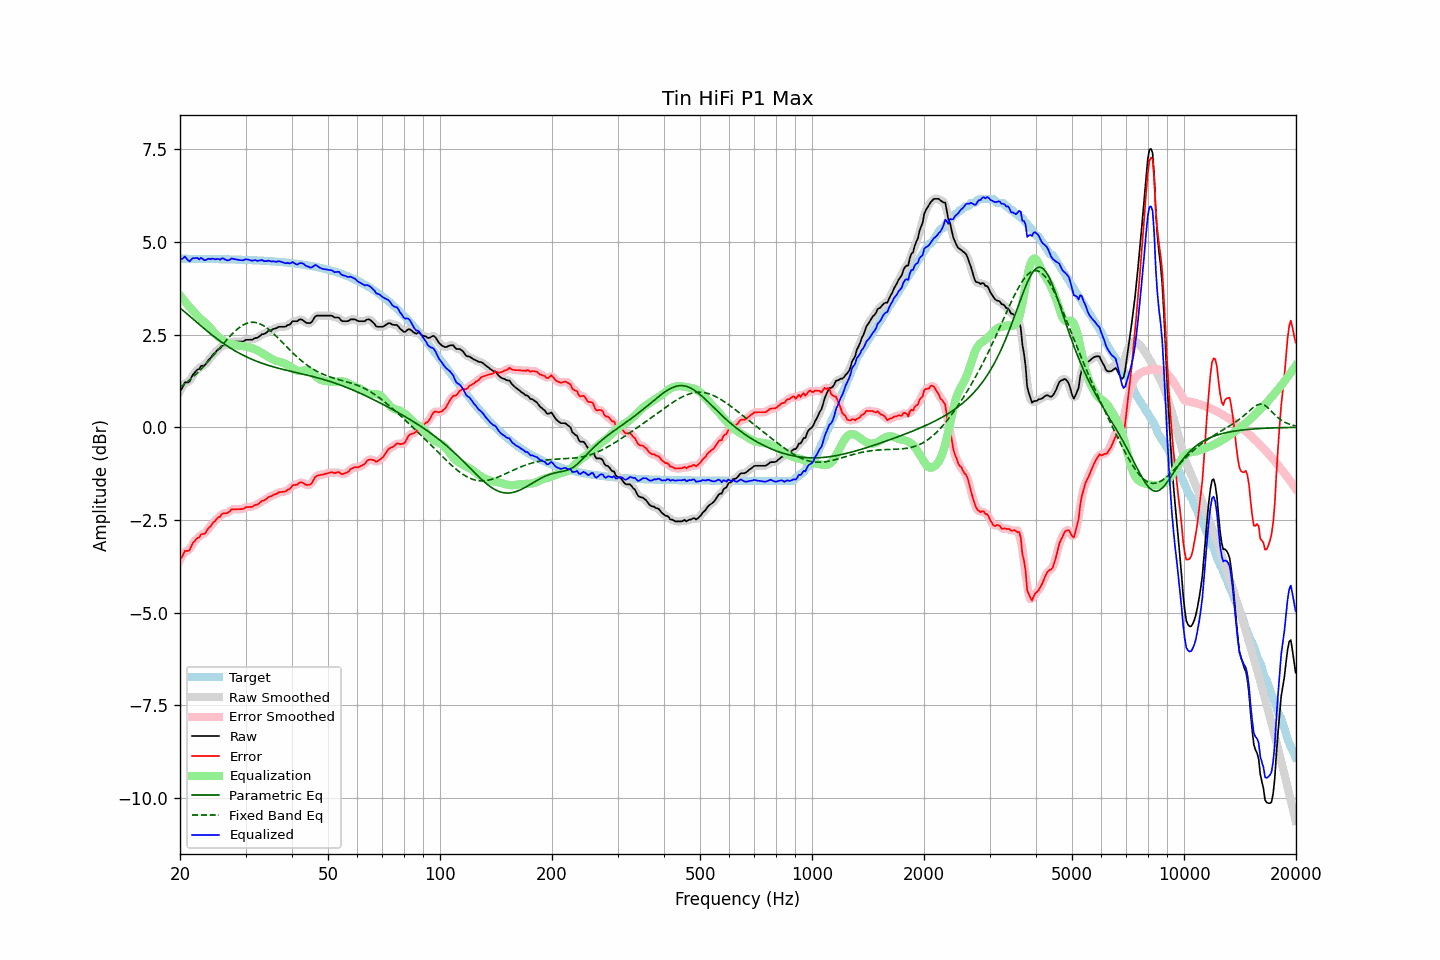 Tin HiFi P1 Max
7.5
5.0
2.5
0.0
−2.5
−5.0
−7.5
−10.0
Amplitude (dBr)
Target
Raw Smoothed
Error Smoothed
Raw
Error
Equalization
Parametric Eq
Fixed Band Eq
Equalized
20 50 100 200 500 1000 2000 5000 10000 20000
Frequency (Hz)